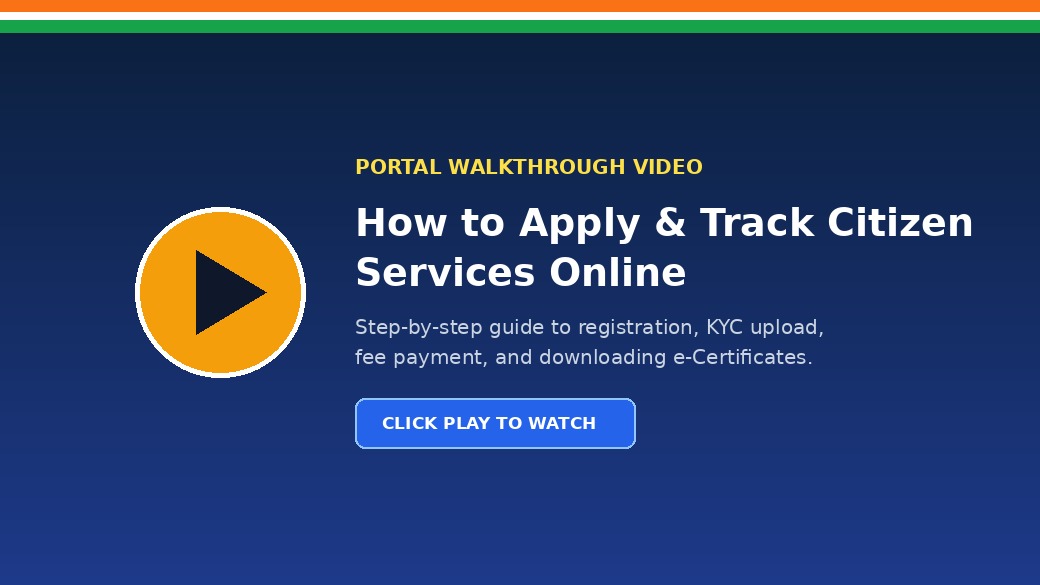 PORTAL WALKTHROUGH VIDEO
How to Apply & Track Citizen
Services Online
Step-by-step guide to registration, KYC upload,
fee payment, and downloading e-Certificates.
CLICK PLAY TO WATCH